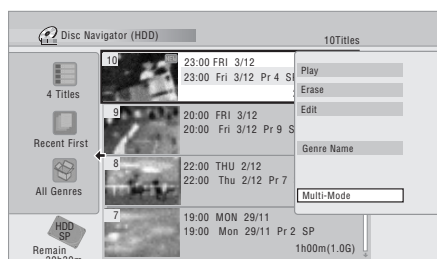 Disc Navigator (HDD)
10Titles
4 Titles
Recent First
All Genres
HDD
SP
Remain
10
23:00 FRI 3/12
23:00 Fri 3/12 Pr 4
9
20:00 FRI 3/12
20:00 Fri 3/12 Pr 9 S
8
22:00 THU 2/12
22:00 Thu 2/12 Pr 7
7
19:00 MON 29/11
19:00 Mon 29/11 Pr 2 SP
1h00m(1.0G)
Play
Erase
Edit
Genre Name
Multi-Mode